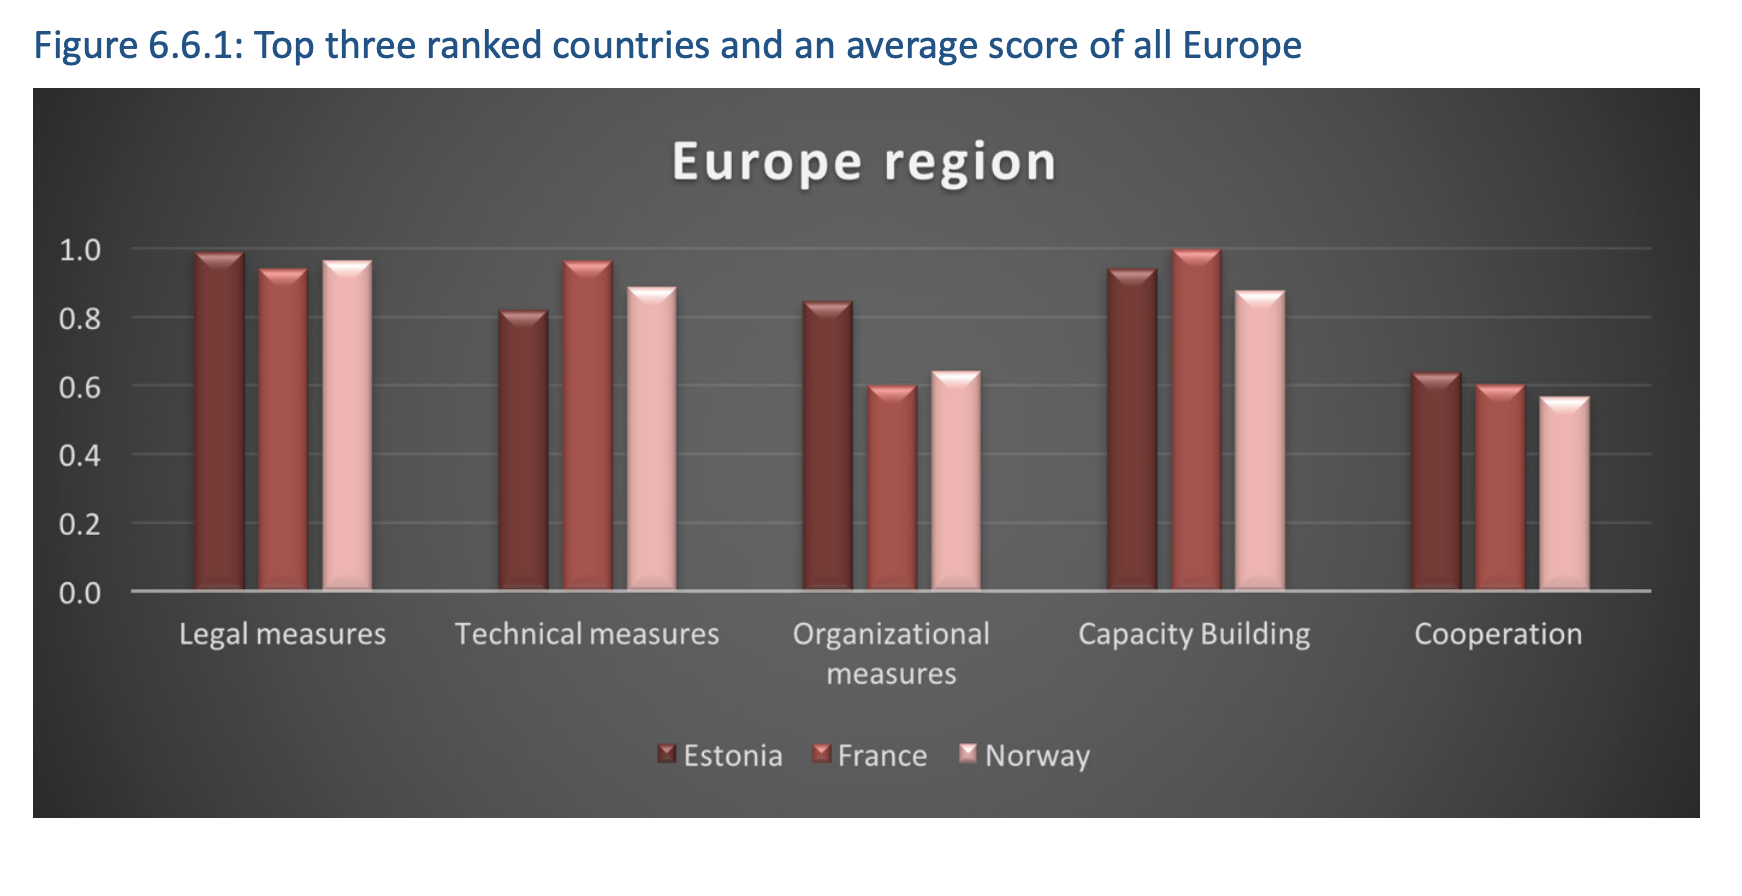 Figure 6.6.1: Top three ranked countries and an average score of all Europe
Europe region
1.0
0.8
0.6
0.4
0.2
0.0
Legal measures
Technical measures
Organizational
measures
Capacity Building
Cooperation
Estonia
France
Norway